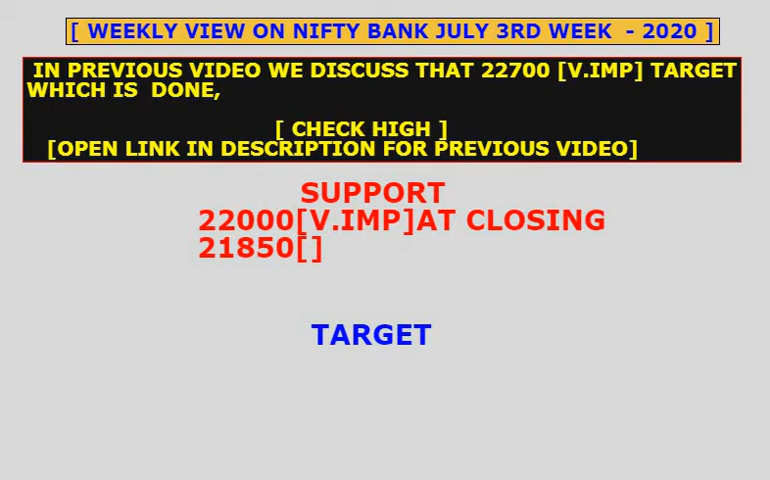 [ WEEKLY VIEW ON NIFTY BANK JULY 3RD WEEK - 2020 ]
IN PREVIOUS VIDEO WE DISCUSS THAT 22700 [V.IMP] TARGET
WHICH IS DONE,
[ CHECK HIGH ]
[OPEN LINK IN DESCRIPTION FOR PREVIOUS VIDEO]
SUPPORT
22000[V.IMP]AT CLOSING
21850[]
TARGET